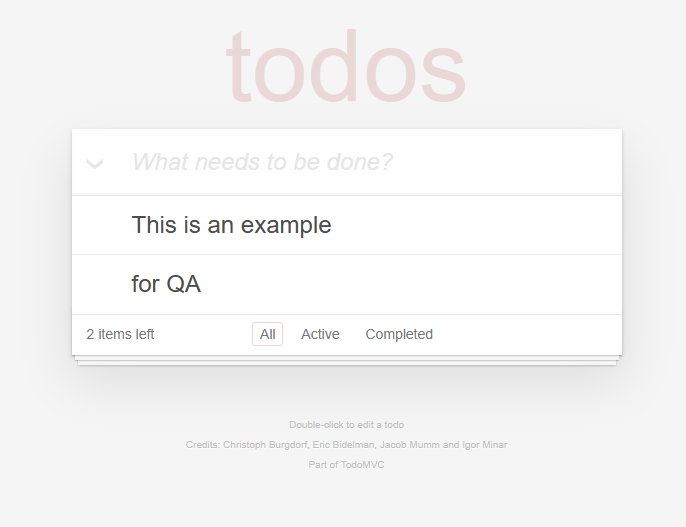 todos
What needs to be done?
This is an example
for QA
2 items left All Active Completed
Double-click to edit a todo
Credits: Christoph Burgdorf, Eric Bidelman, Jacob Mumm and Igor Minar
Part of TodoMVC